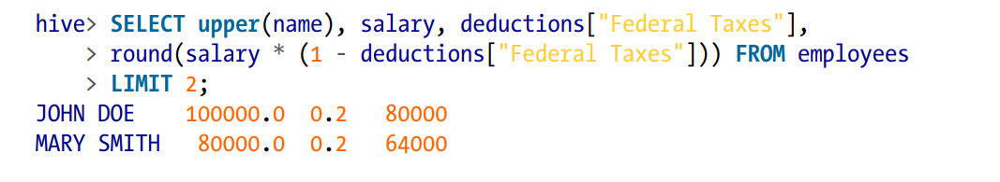 hive> SELECT upper(name), salary, deductions["Federal Taxes"],
    > round(salary * (1 - deductions["Federal Taxes"])) FROM employees
    > LIMIT 2;
JOHN DOE    100000.0  0.2   80000
MARY SMITH   80000.0  0.2   64000